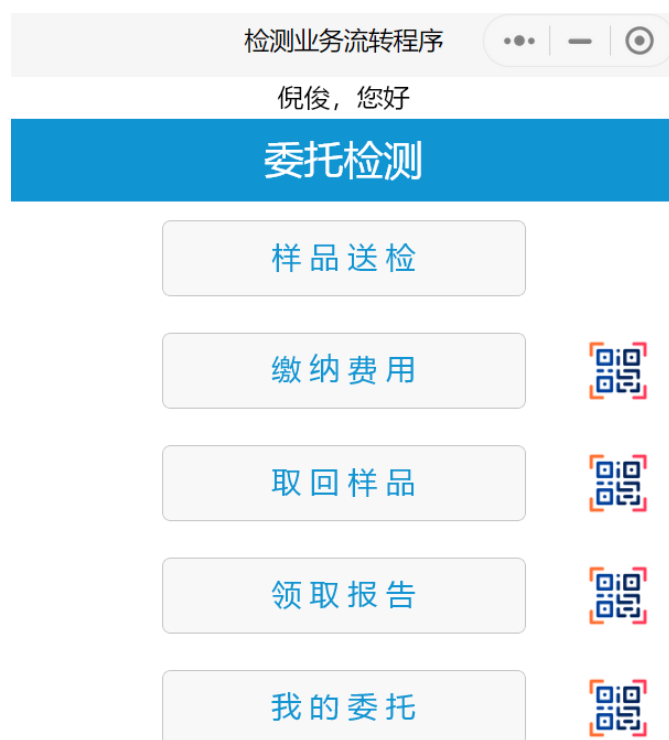 检测业务流转程序
倪俊，您好
委托检测
样品送检
缴纳费用
取回样品
领取报告
我的委托